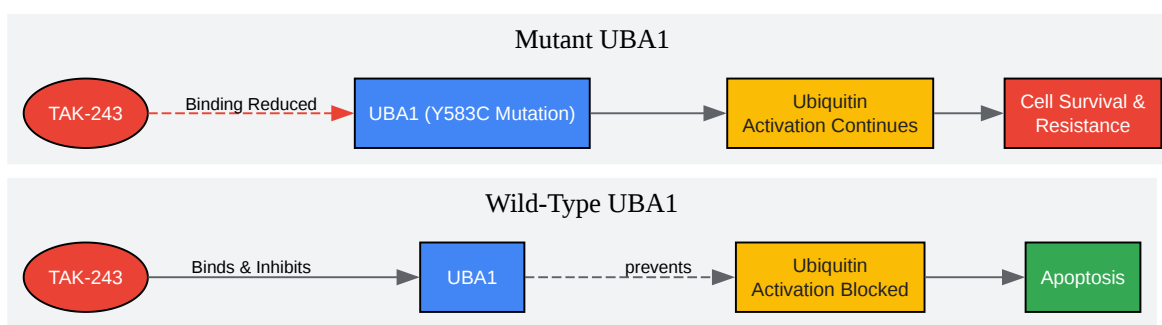 Mutant UBA1
TAK-243
Binding Reduced
UBA1 (Y583C Mutation)
Ubiquitin
Activation Continues
Cell Survival &
Resistance
Wild-Type UBA1
TAK-243
Binds & Inhibits
UBA1
prevents
Ubiquitin
Activation Blocked
Apoptosis